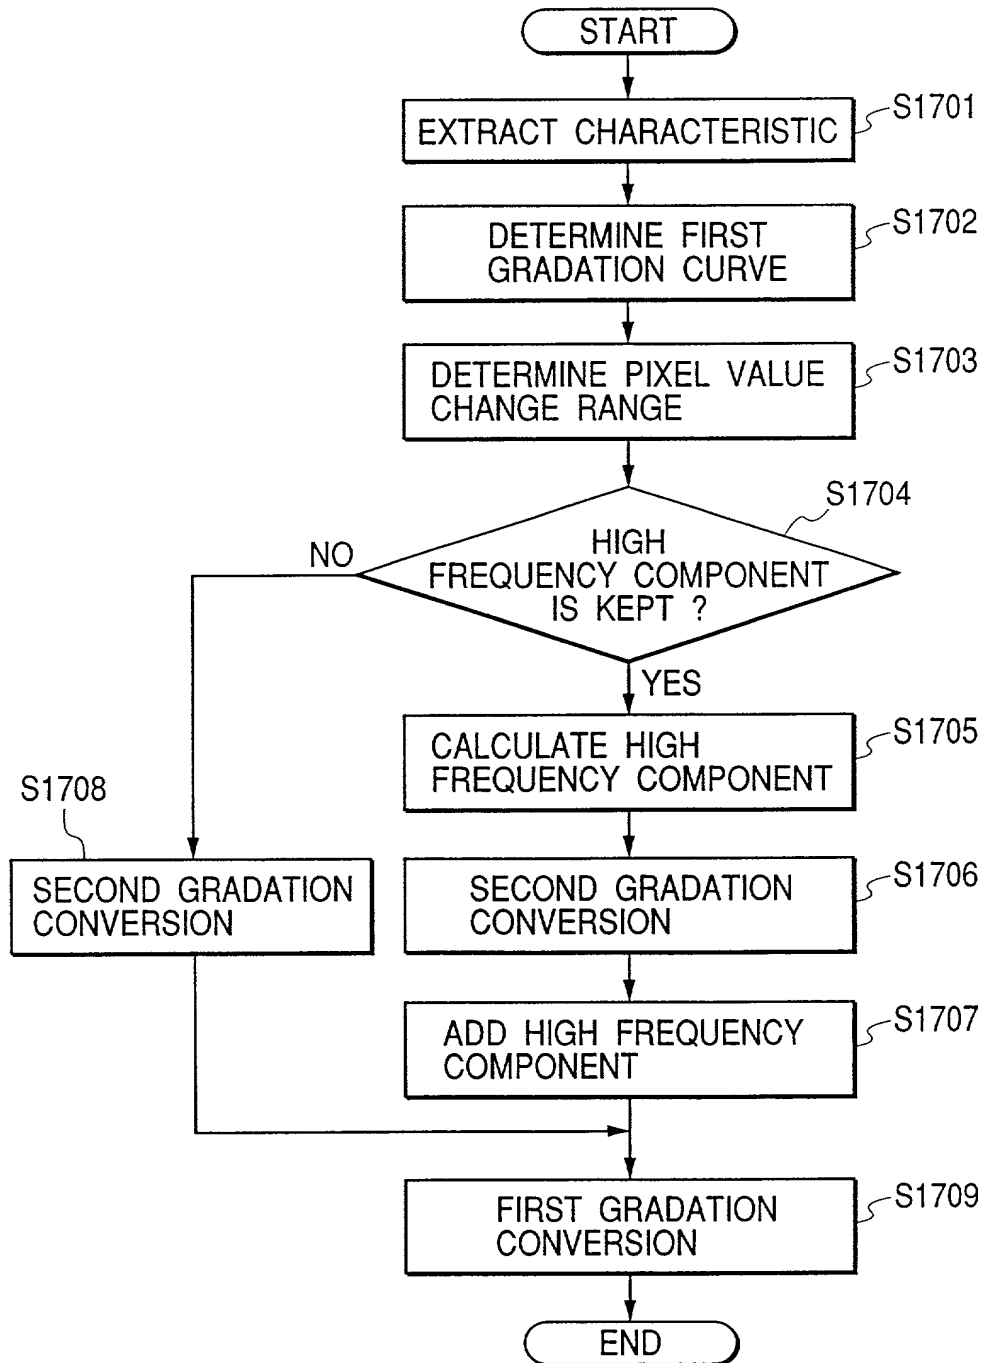 START
EXTRACT CHARACTERISTIC
S1701
DETERMINE FIRST
GRADATION CURVE
S1702
DETERMINE PIXEL VALUE
CHANGE RANGE
S1703
S1704
HIGH
FREQUENCY COMPONENT
IS KEPT ?
NO
YES
CALCULATE HIGH
FREQUENCY COMPONENT
S1705
S1708
SECOND GRADATION
CONVERSION
SECOND GRADATION
CONVERSION
S1706
ADD HIGH FREQUENCY
COMPONENT
S1707
FIRST GRADATION
CONVERSION
S1709
END